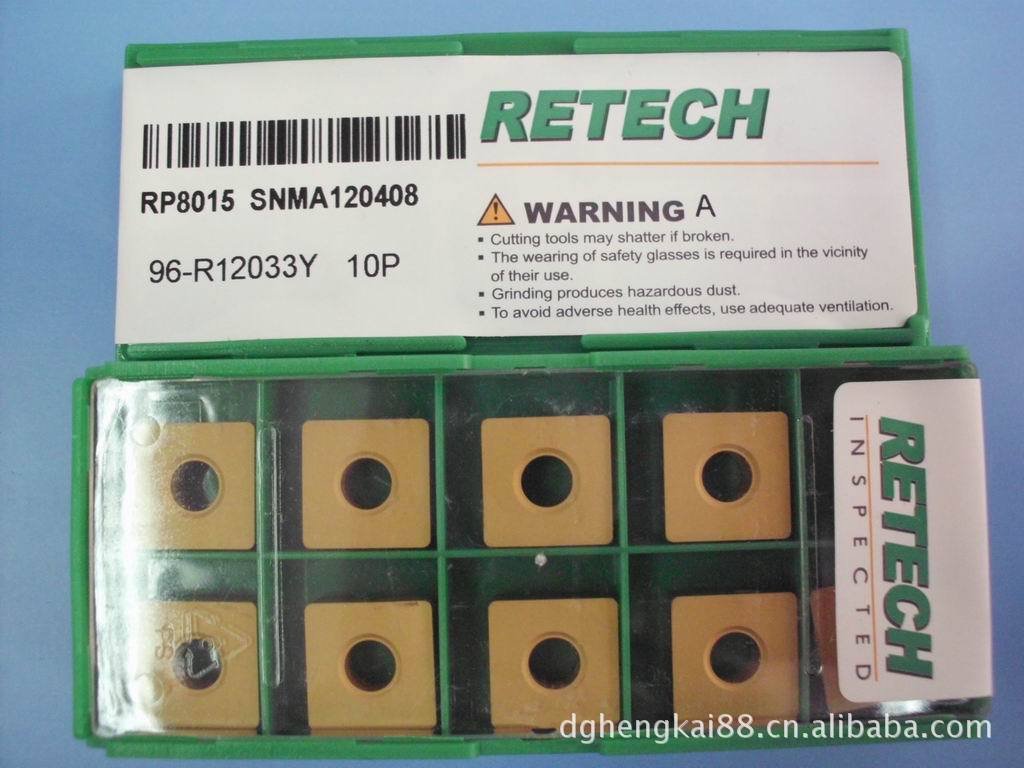 RETECH
RP8015 SNMA120408
96-R12033Y 10P
WARNING A
▪ Cutting tools may shatter if broken.
▪ The wearing of safety glasses is required in the vicinity
of their use.
▪ Grinding produces hazardous dust.
▪ To avoid adverse health effects, use adequate ventilation.
RETECH
INSPECTED
PS
dghengkai88.cn.alibaba.com